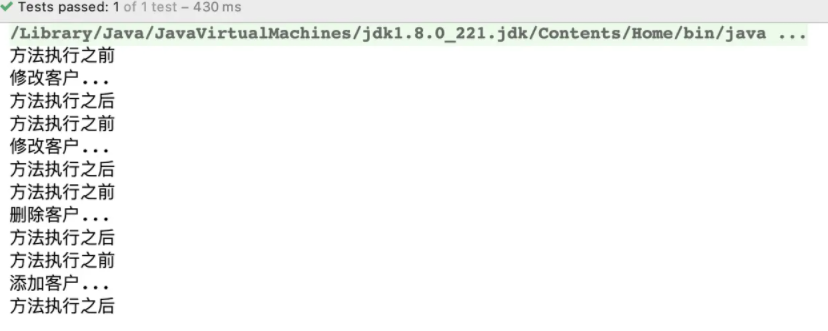 Tests passed: 1 of 1 test – 430 ms
/Library/Java/JavaVirtualMachines/jdk1.8.0_221.jdk/Contents/Home/bin/java ...
方法执行之前
修改客户...
方法执行之后
方法执行之前
修改客户...
方法执行之后
方法执行之前
删除客户...
方法执行之后
方法执行之前
添加客户...
方法执行之后